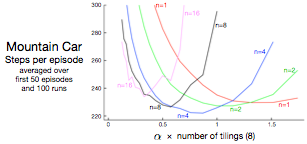 Mountain Car
Steps per episode
averaged over
first 50 episodes
and 100 runs
300
280
260
240
220
n=1
n=16
n=8
n=4
n=2
n=16
n=8
n=4
n=2
n=1
0
0.5
1
1.5
α × number of tilings (8)